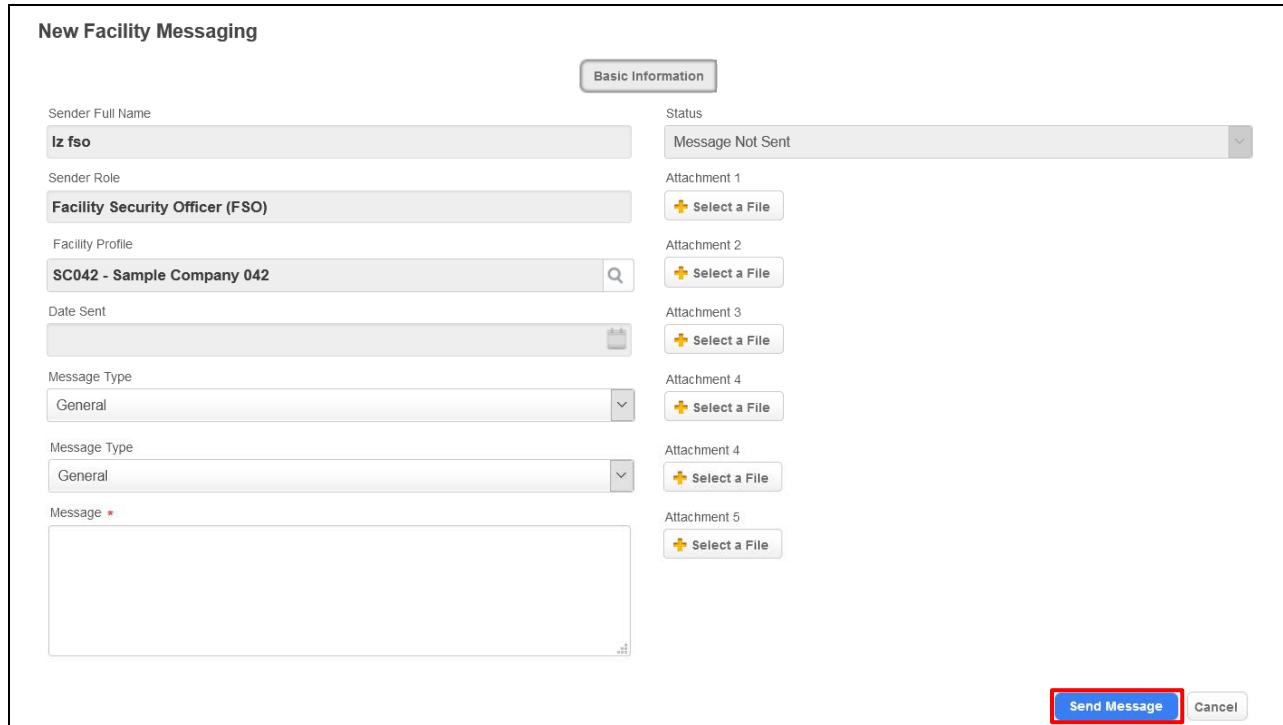 New Facility Messaging
Basic Information
Sender Full Name
lz fso
Sender Role
Facility Security Officer (FSO)
Facility Profile
SC042 - Sample Company 042
Date Sent
Message Type
General
Message Type
General
Message *
Status
Message Not Sent
Attachment 1
Select a File
Attachment 2
Select a File
Attachment 3
Select a File
Attachment 4
Select a File
Attachment 4
Select a File
Attachment 5
Select a File
Send Message
Cancel